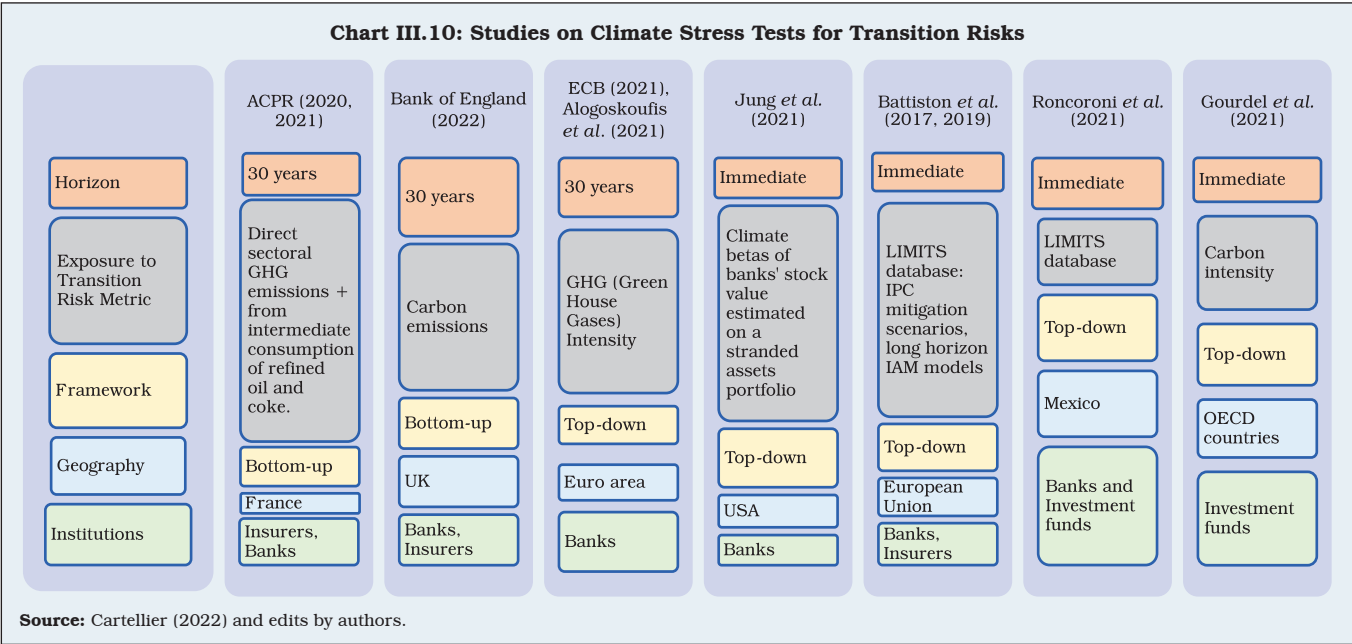 Chart III.10: Studies on Climate Stress Tests for Transition Risks
Horizon
Exposure to
Transition
Risk Metric
Framework
Geography
Institutions
ACPR (2020,
2021)
30 years
Direct
sectoral
GHG
emissions +
from
intermediate
consumption
of refined
oil and
coke.
Bottom-up
France
Insurers,
Banks
Bank of England
(2022)
30 years
Carbon
emissions
Bottom-up
UK
Banks,
Insurers
ECB (2021),
Alogoskoufis
et al. (2021)
30 years
GHG (Green
House
Gases)
Intensity
Top-down
Euro area
Banks
Jung et al.
(2021)
Immediate
Climate
betas of
banks' stock
value
estimated
on a
stranded
assets
portfolio
Top-down
USA
Banks
Battiston et al.
(2017, 2019)
Immediate
LIMITS
database:
IPC
mitigation
scenarios,
long horizon
IAM models
Top-down
European
Union
Banks,
Insurers
Roncoroni et al.
(2021)
Immediate
LIMITS
database
Top-down
Mexico
Banks and
Investment
funds
Gourdel et al.
(2021)
Immediate
Carbon
intensity
Top-down
OECD
countries
Investment
funds
Source: Cartellier (2022) and edits by authors.